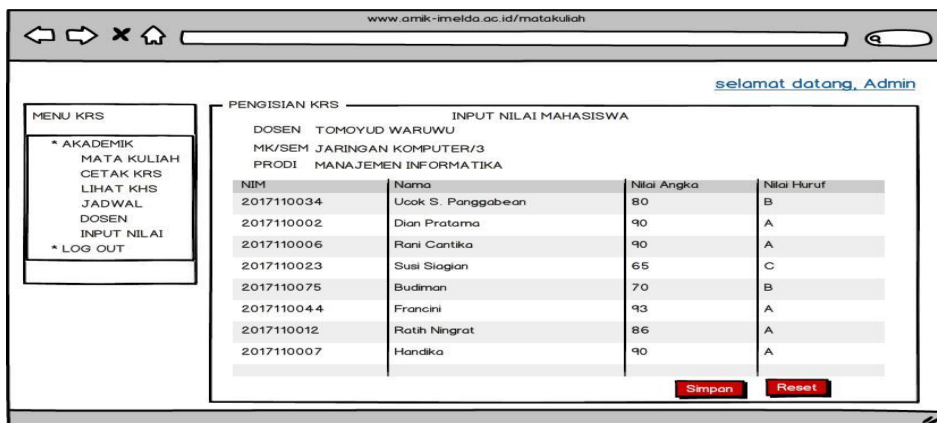 www.amik-imelda.ac.id/matakuliah
selamat datang, Admin
MENU KRS
* AKADEMIK
MATA KULIAH
CETAK KRS
LIHAT KHS
JADWAL
DOSEN
INPUT NILAI
* LOG OUT
PENGISIAN KRS
INPUT NILAI MAHASISWA
DOSEN TOMOYUD WARUWU
MK/SEM JARINGAN KOMPUTER/3
PRODI MANAJEMEN INFORMATIKA
NIM Nama Nilai Angka Nilai Huruf
2017110034 Ucok S. Panggabean 80 B
2017110002 Dian Pratama 90 A
2017110006 Rani Cantika 90 A
2017110023 Susi Siagian 65 C
2017110075 Budiman 70 B
2017110044 Francini 93 A
2017110012 Ratih Ningrat 86 A
2017110007 Handika 90 A
Simpan Reset